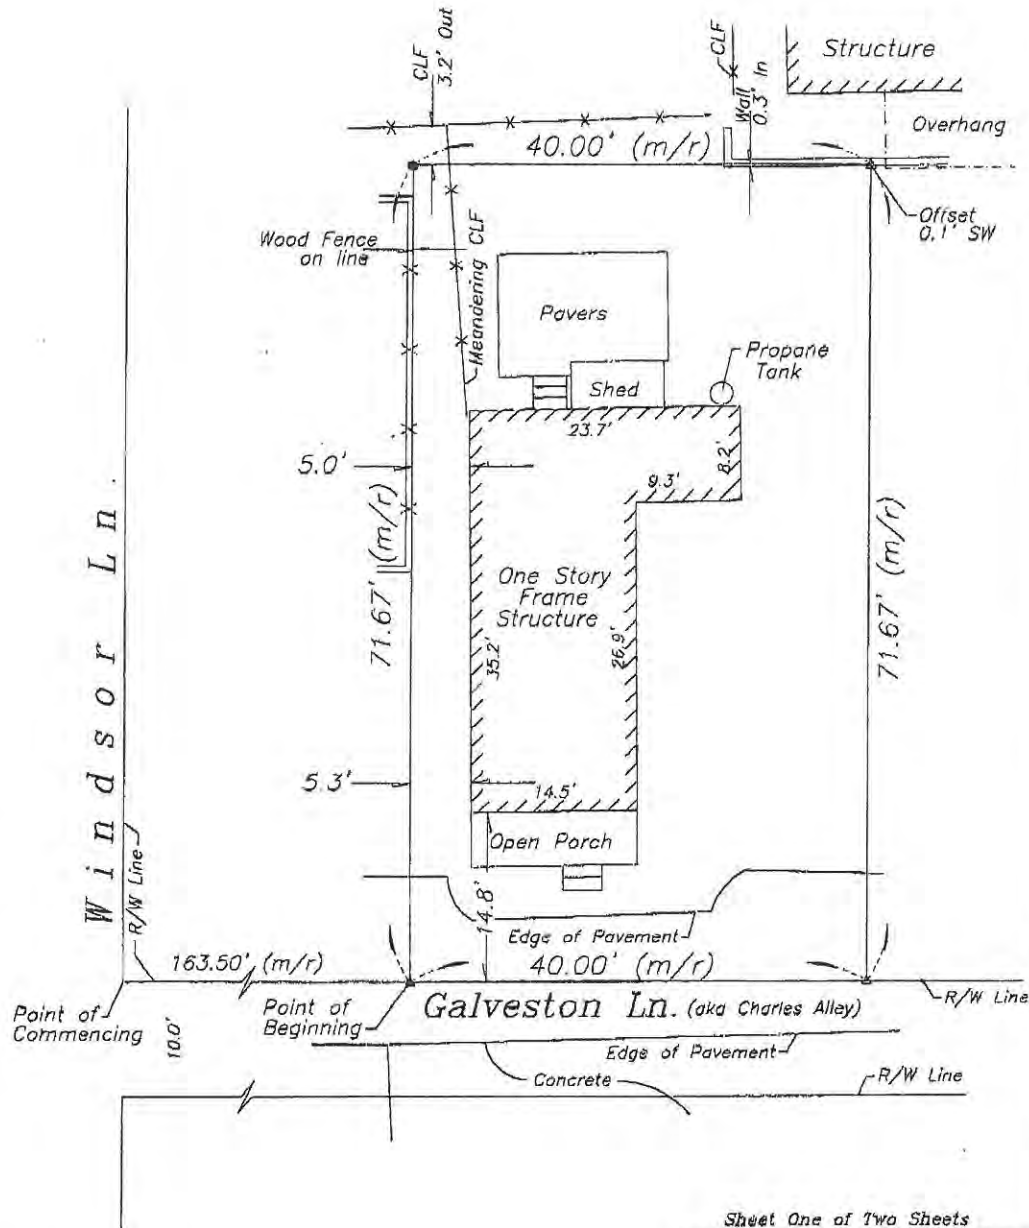 CLF
3.2' Out
CLF
Structure
Wall
0.3' In
Overhang
40.00' (m/r)
Offset
0.1' SW
Wood Fence
on line
Meandering CLF
Pavers
Propane
Tank
Shed
23.7'
8.2'
9.3'
5.0'
71.67' (m/r)
71.67' (m/r)
One Story
Frame
Structure
35.2'
26.9'
Windsor Ln.
5.3'
14.5'
Open Porch
R/W Line
14.8'
Edge of Pavement
163.50' (m/r)
40.00' (m/r)
Point of
Commencing
10.0'
Point of
Beginning
Galveston Ln. (aka Charles Alley)
R/W Line
Edge of Pavement
Concrete
R/W Line
Sheet One of Two Sheets